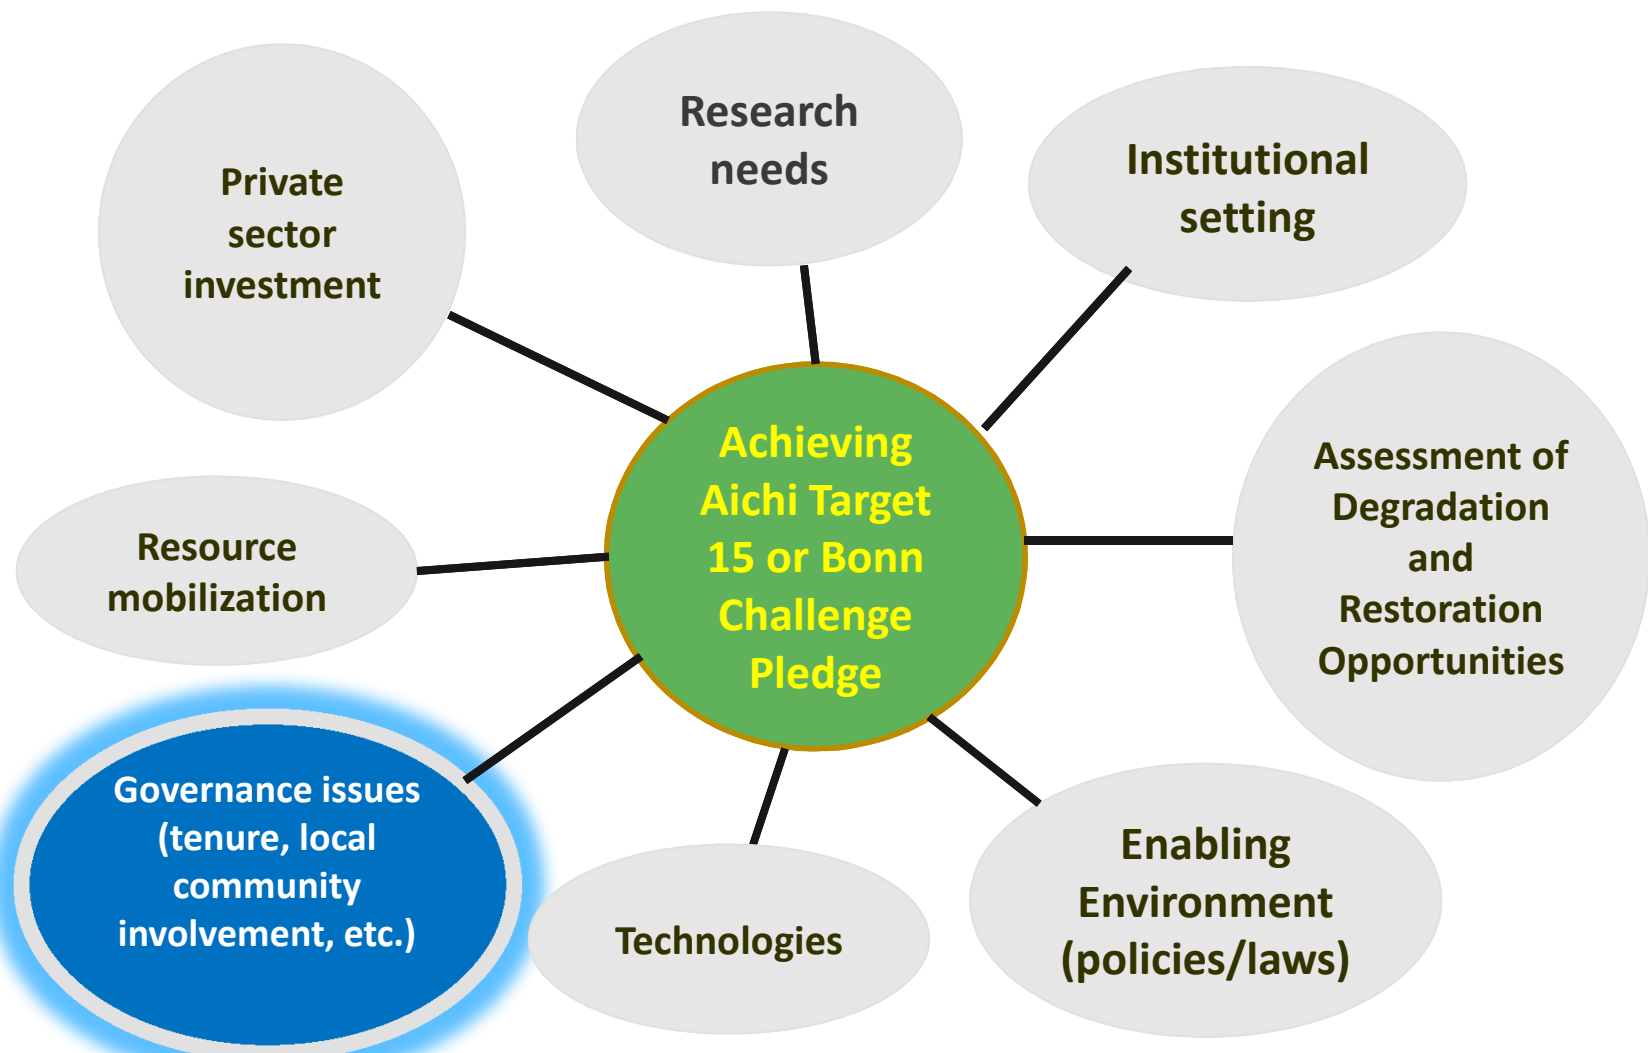 Research
needs
Institutional
setting
Private
sector
investment
Achieving
Aichi Target
15 or Bonn
Challenge
Pledge
Assessment of
Degradation
and
Restoration
Opportunities
Resource
mobilization
Governance issues
(tenure, local
community
involvement, etc.)
Technologies
Enabling
Environment
(policies/laws)